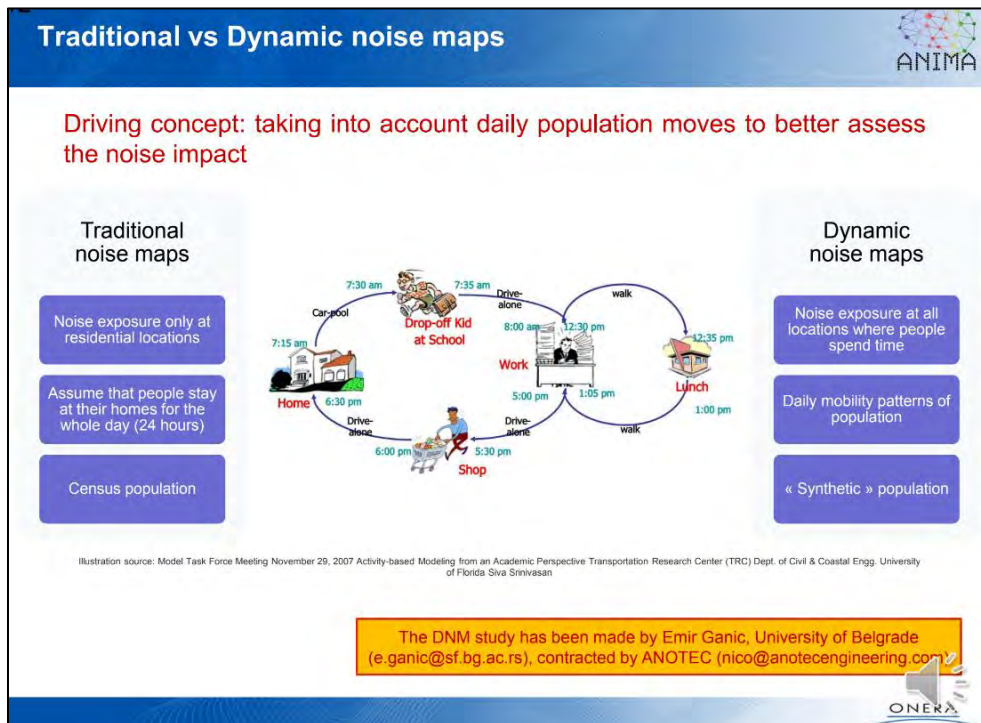 Traditional vs Dynamic noise maps
ANIMA
Driving concept: taking into account daily population moves to better assess
the noise impact
Traditional
noise maps
Noise exposure only at
residential locations
Assume that people stay
at their homes for the
whole day (24 hours)
Census population
7:30 am
7:35 am
Car-pool
Drop-off Kid
at School
Drive-
alone
walk
7:15 am
8:00 am
12:30 pm
12:35 pm
Home
Work
Lunch
6:30 pm
5:00 pm
1:05 pm
1:00 pm
Drive-
alone
Drive-
alone
walk
6:00 pm
5:30 pm
Shop
Dynamic
noise maps
Noise exposure at all
locations where people
spend time
Daily mobility patterns of
population
« Synthetic » population
Illustration source: Model Task Force Meeting November 29, 2007 Activity-based Modeling from an Academic Perspective Transportation Research Center (TRC) Dept. of Civil & Coastal Engg. University
of Florida Siva Srinivasan
The DNM study has been made by Emir Ganic, University of Belgrade
(e.ganic@sf.bg.ac.rs), contracted by ANOTEC (nico@anotecengineering.com)
ONERA